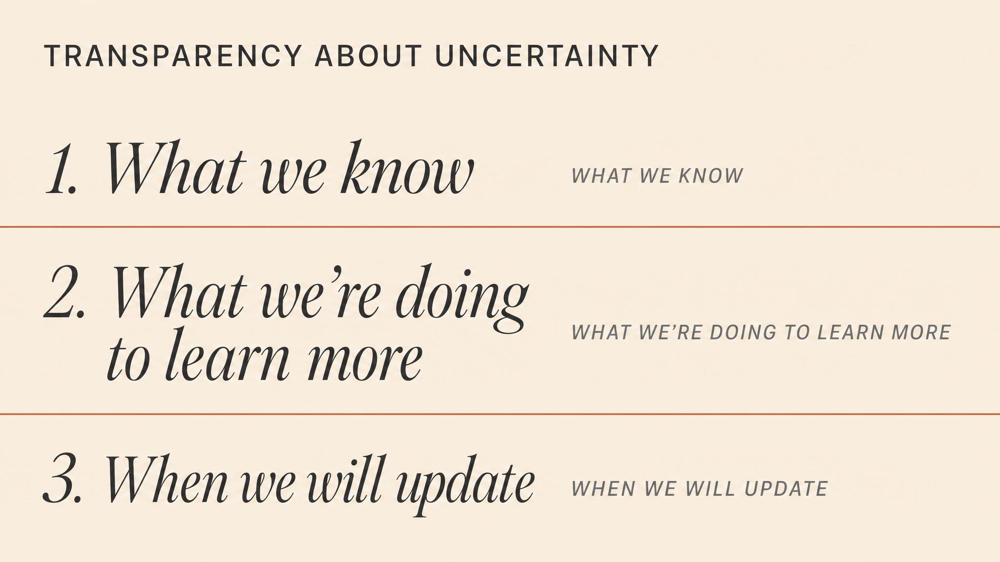 TRANSPARENCY ABOUT UNCERTAINTY
1. What we know
WHAT WE KNOW
2. What we’re doing
to learn more
WHAT WE’RE DOING TO LEARN MORE
3. When we will update
WHEN WE WILL UPDATE